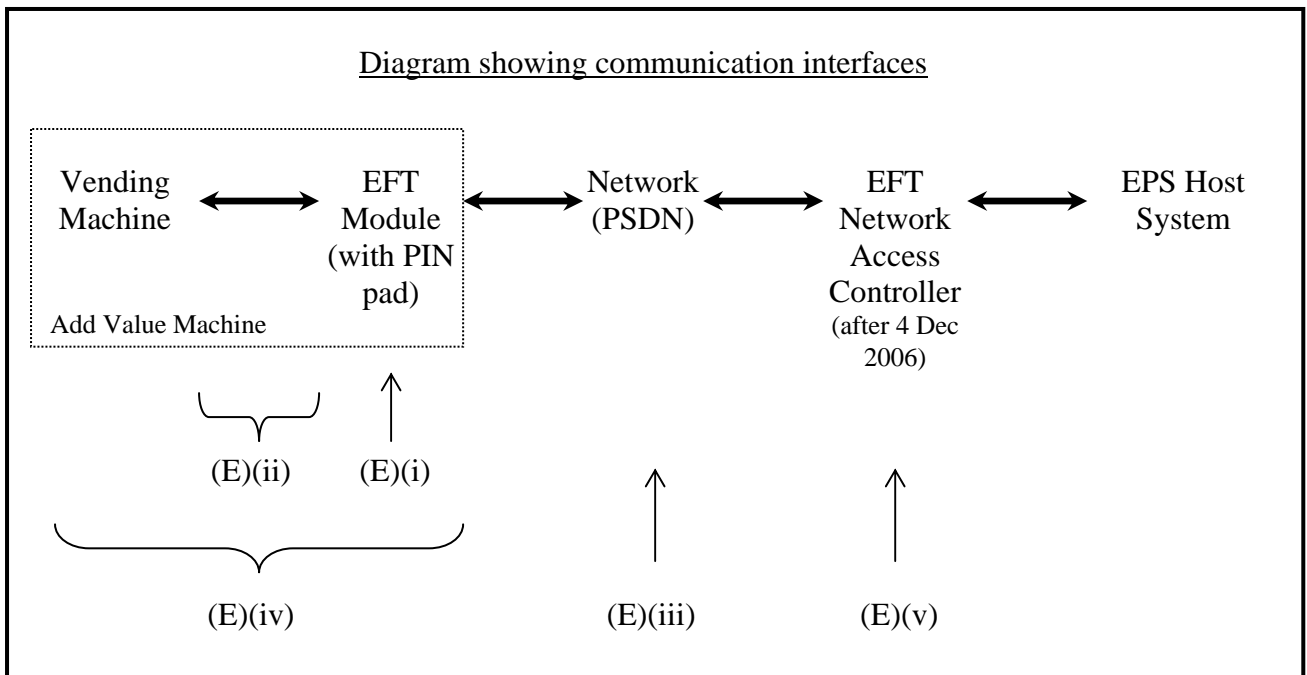 Diagram showing communication interfaces
Vending
Machine
EFT
Module
(with PIN
pad)
Add Value Machine
Network
(PSDN)
EFT
Network
Access
Controller
(after 4 Dec
2006)
EPS Host
System
(E)(ii)
(E)(i)
(E)(iv)
(E)(iii)
(E)(v)